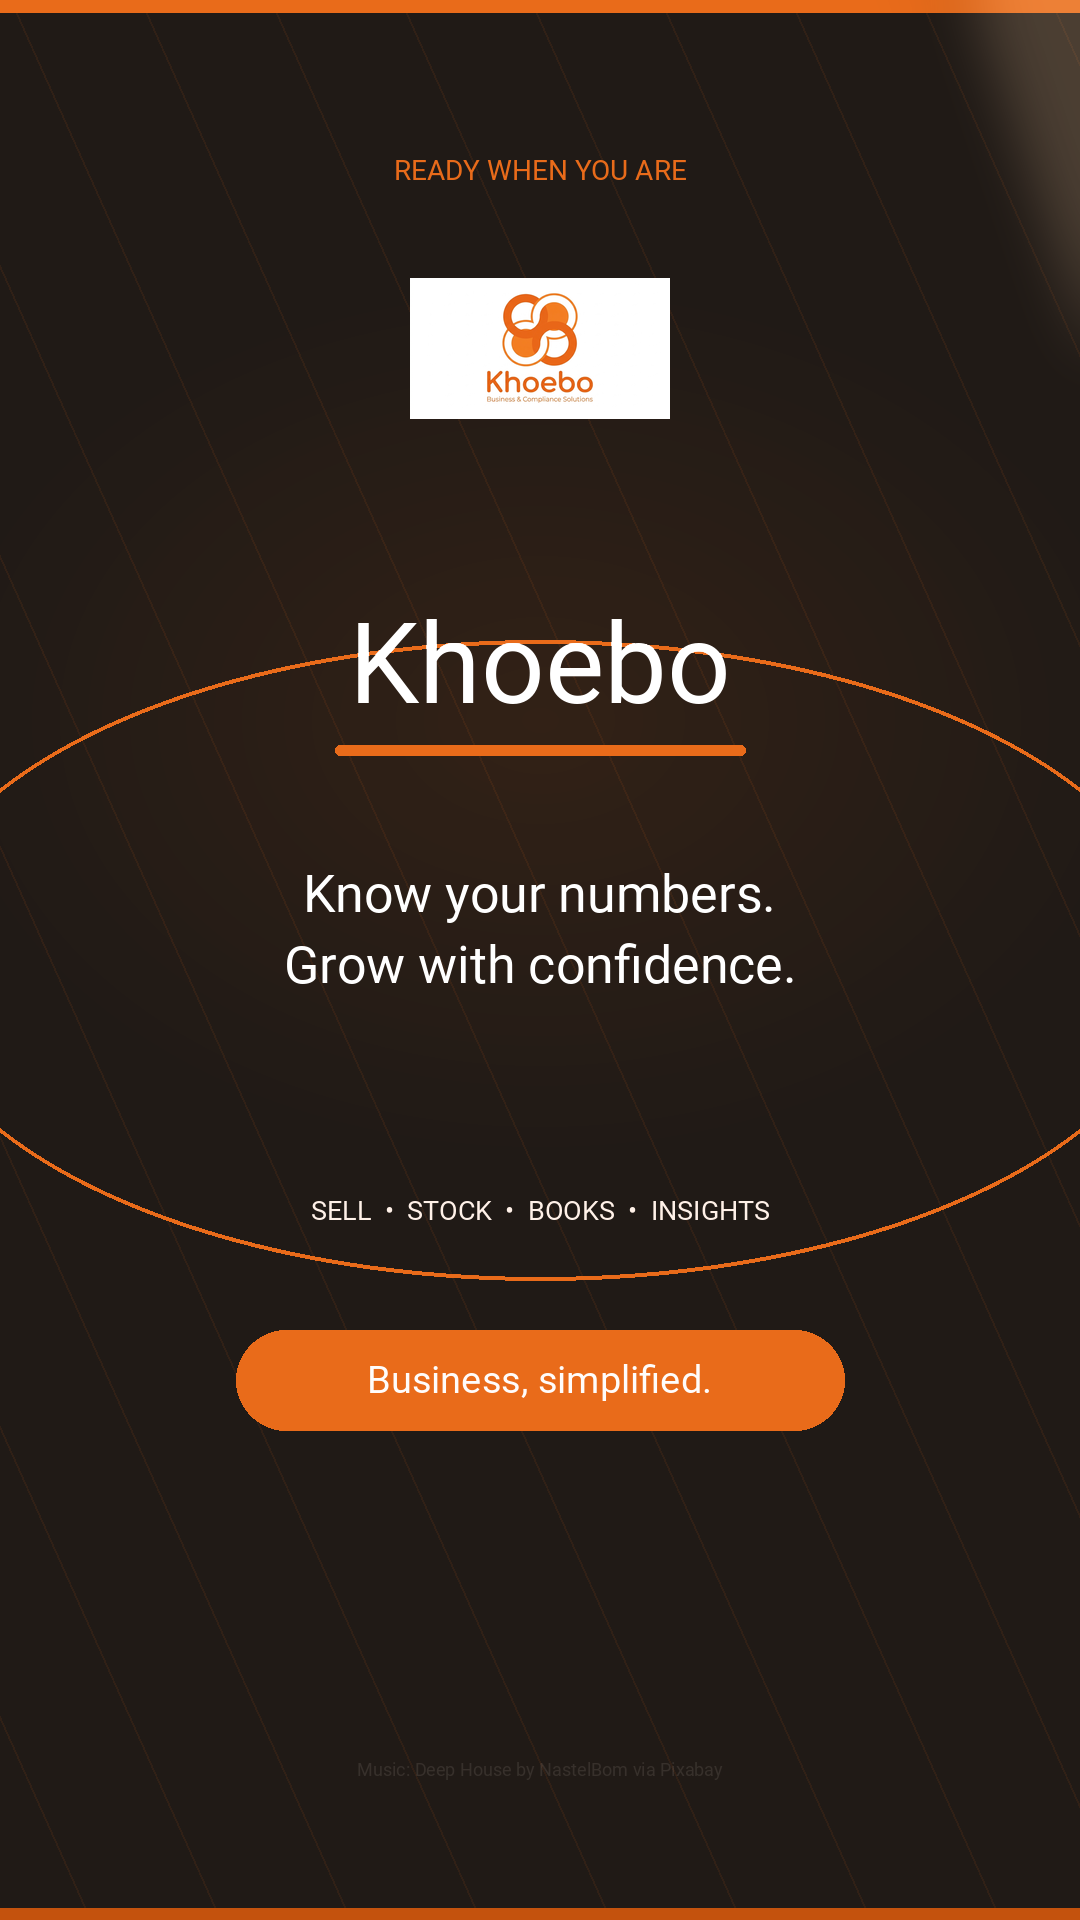 READY WHEN YOU ARE
Khoebo
Business & Compliance Solutions
Khoebo
Know your numbers.
Grow with confidence.
SELL • STOCK • BOOKS • INSIGHTS
Business, simplified.
Music: Deep House by NastelBom via Pixabay